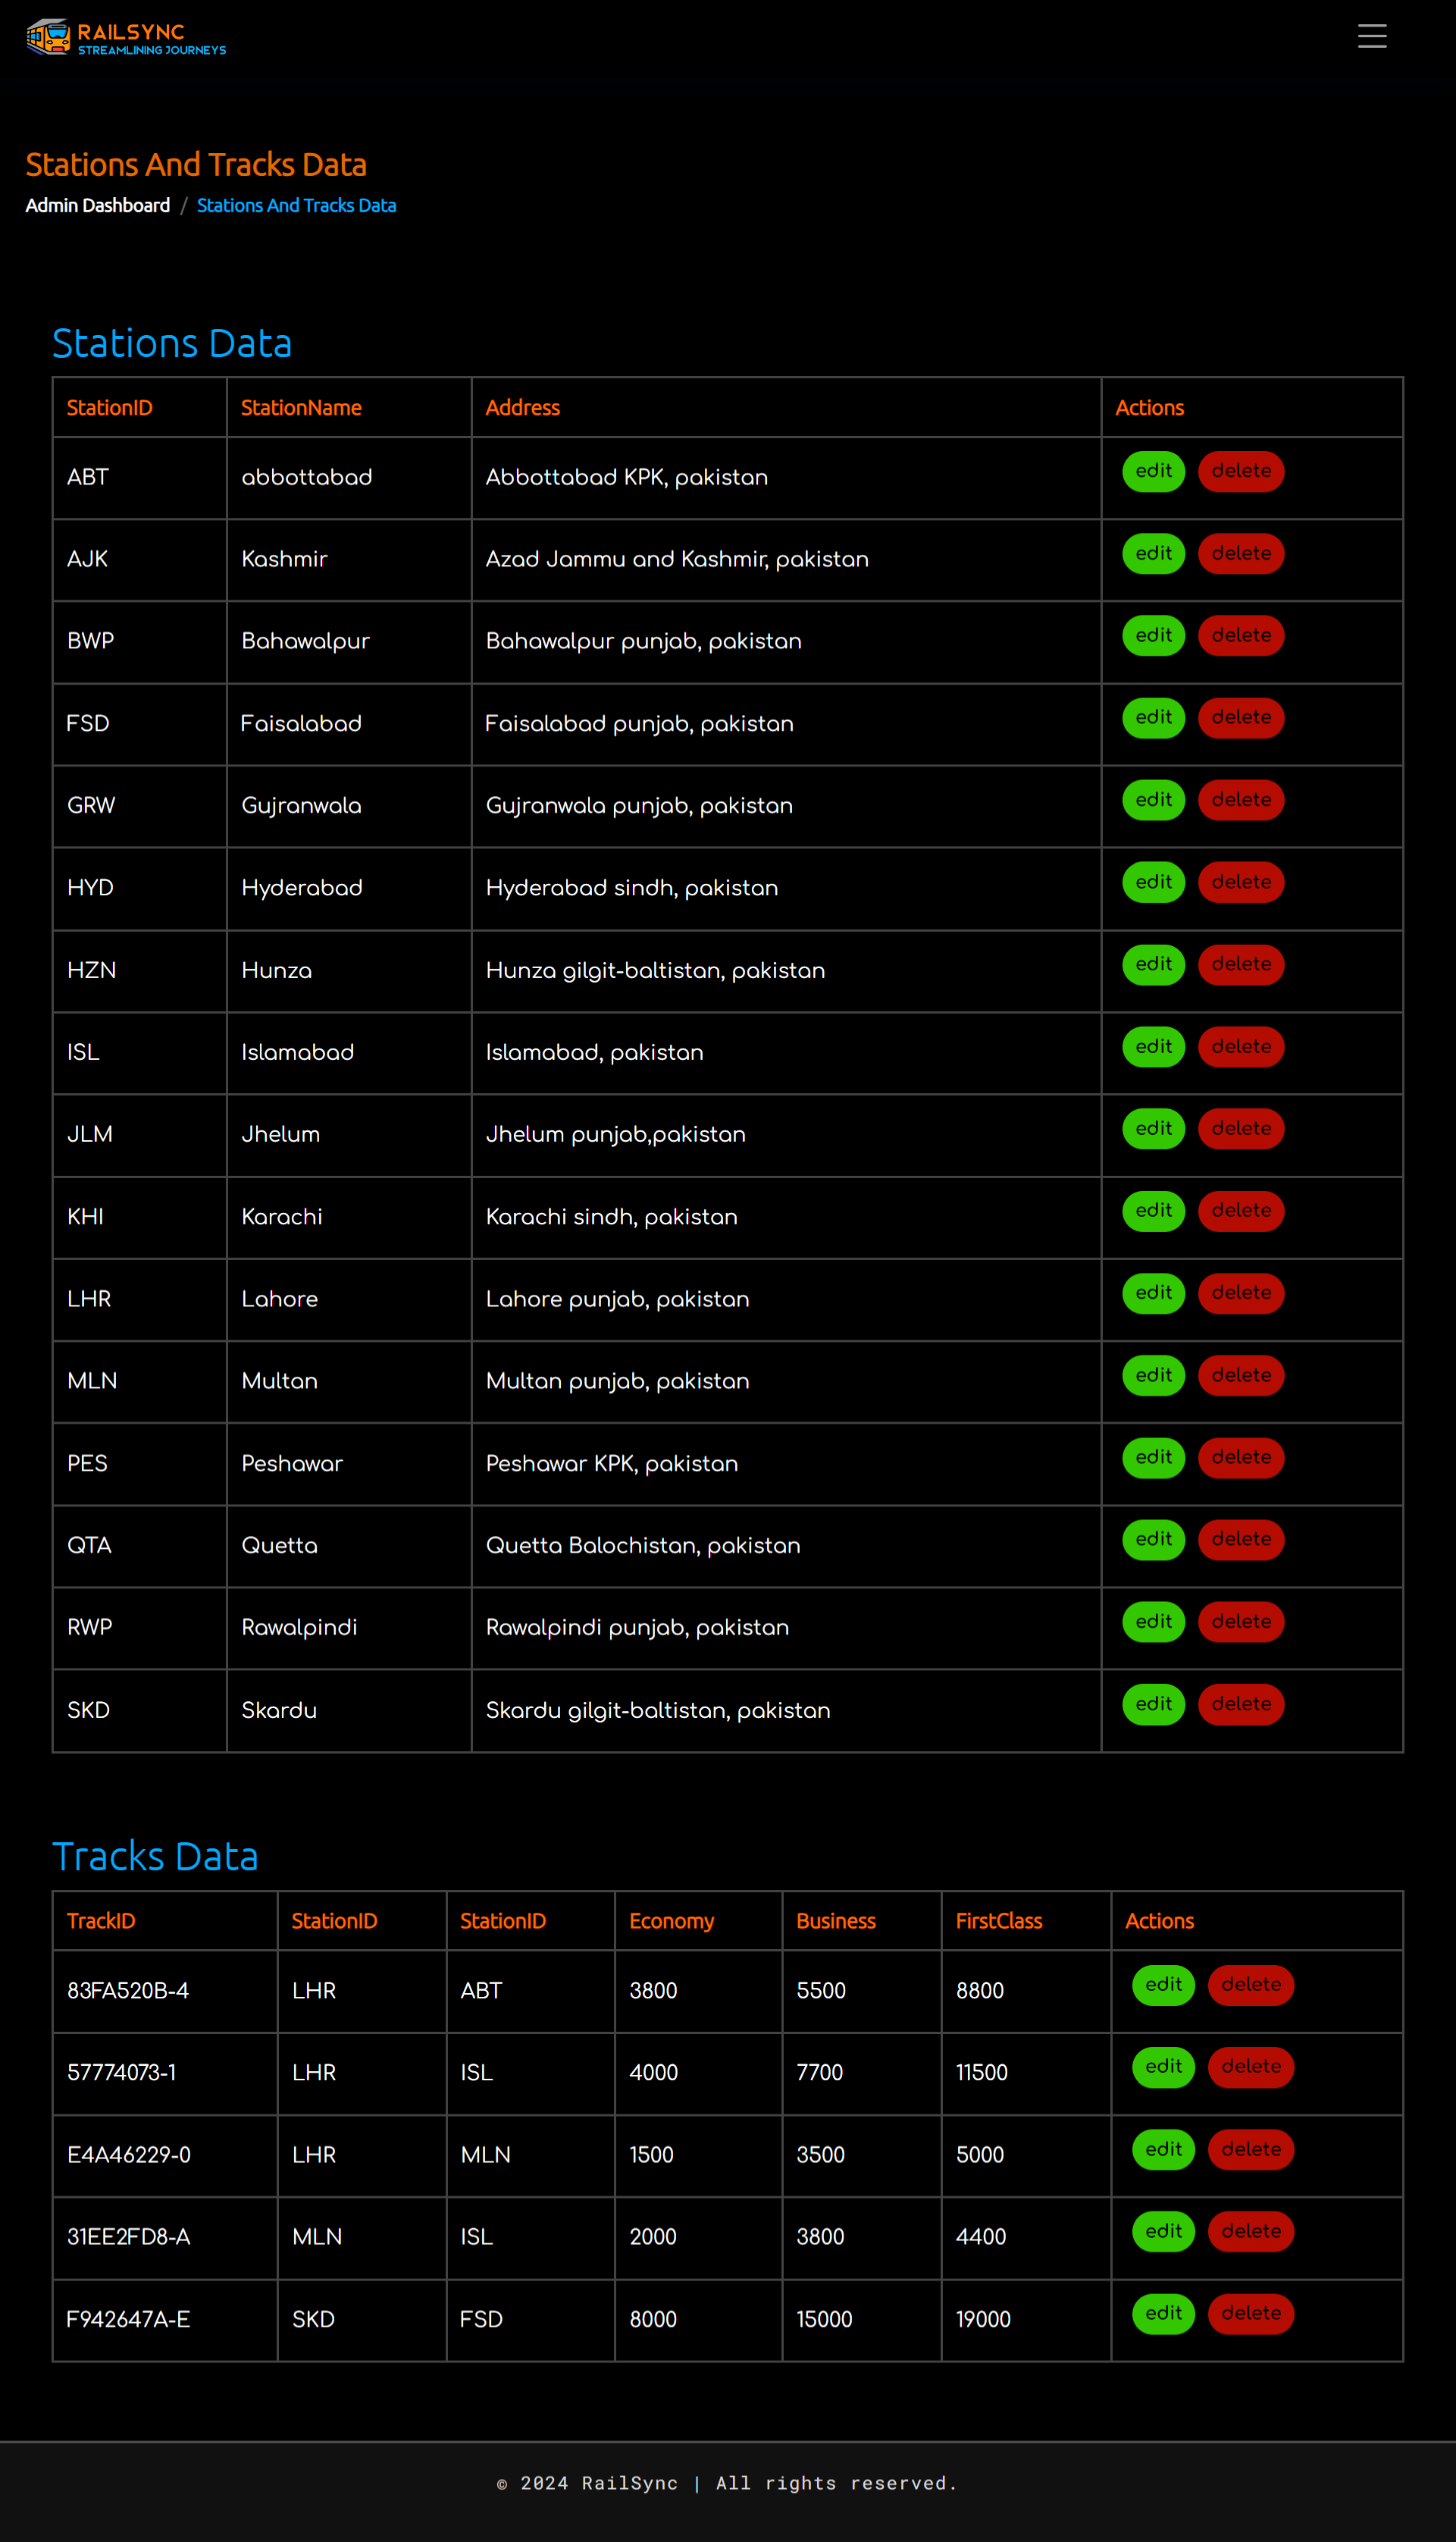 RAILSYNC
STREAMLINING JOURNEYS
Stations And Tracks Data
Admin Dashboard / Stations And Tracks Data
Stations Data
StationID StationName Address Actions
ABT abbottabad Abbottabad KPK, pakistan edit delete
AJK Kashmir Azad Jammu and Kashmir, pakistan edit delete
BWP Bahawalpur Bahawalpur punjab, pakistan edit delete
FSD Faisalabad Faisalabad punjab, pakistan edit delete
GRW Gujranwala Gujranwala punjab, pakistan edit delete
HYD Hyderabad Hyderabad sindh, pakistan edit delete
HZN Hunza Hunza gilgit-baltistan, pakistan edit delete
ISL Islamabad Islamabad, pakistan edit delete
JLM Jhelum Jhelum punjab,pakistan edit delete
KHI Karachi Karachi sindh, pakistan edit delete
LHR Lahore Lahore punjab, pakistan edit delete
MLN Multan Multan punjab, pakistan edit delete
PES Peshawar Peshawar KPK, pakistan edit delete
QTA Quetta Quetta Balochistan, pakistan edit delete
RWP Rawalpindi Rawalpindi punjab, pakistan edit delete
SKD Skardu Skardu gilgit-baltistan, pakistan edit delete
Tracks Data
TrackID StationID StationID Economy Business FirstClass Actions
83FA520B-4 LHR ABT 3800 5500 8800 edit delete
57774073-1 LHR ISL 4000 7700 11500 edit delete
E4A46229-0 LHR MLN 1500 3500 5000 edit delete
31EE2FD8-A MLN ISL 2000 3800 4400 edit delete
F942647A-E SKD FSD 8000 15000 19000 edit delete
© 2024 RailSync | All rights reserved.